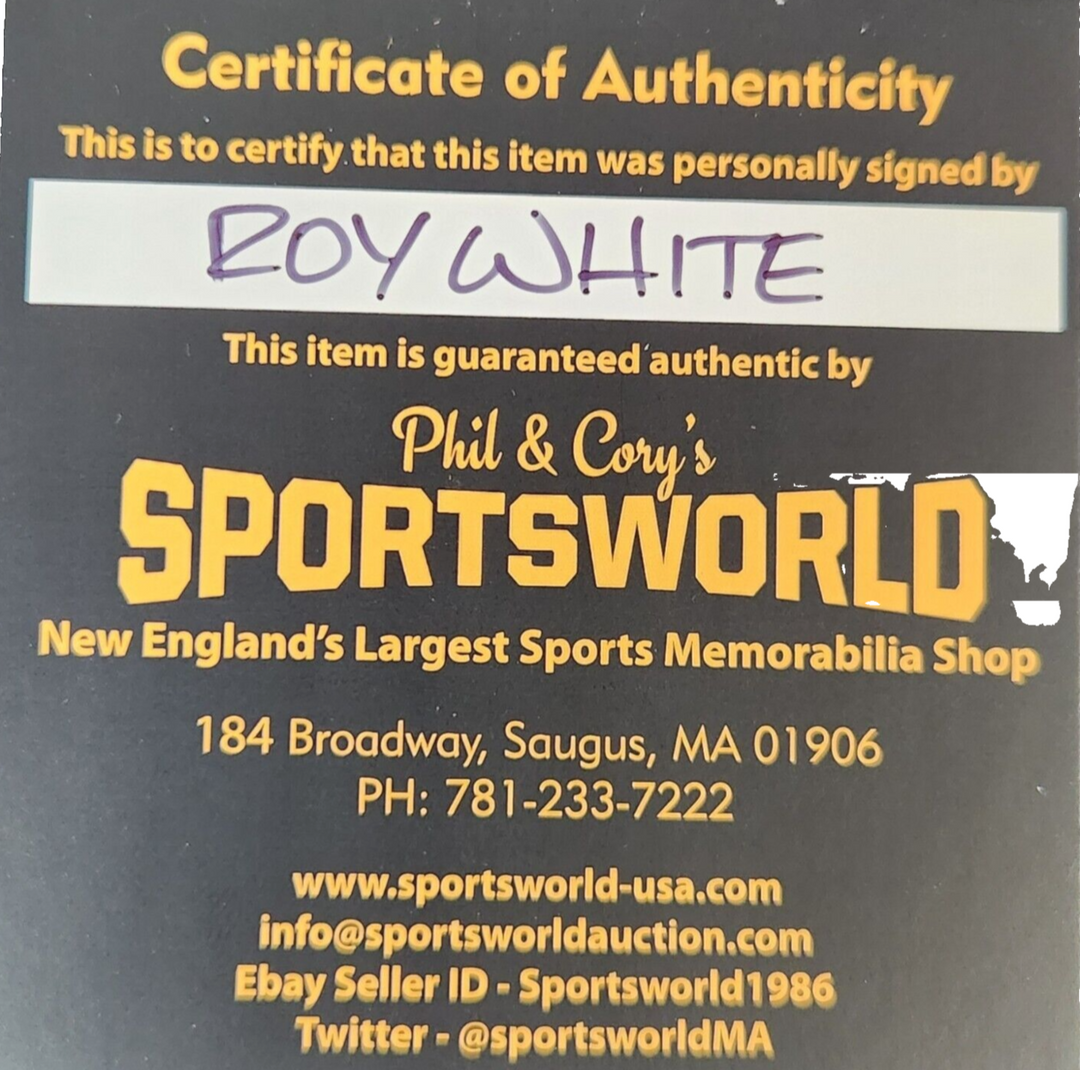 Certificate of Authenticity
This is to certify that this item was personally signed by
ROY WHITE
This item is guaranteed authentic by
Phil & Cory's
SPORTSWORLD
New England's Largest Sports Memorabilia Shop
184 Broadway, Saugus, MA 01906
PH: 781-233-7222
www.sportsworld-usa.com
info@sportsworldauction.com
Ebay Seller ID - Sportsworld1986
Twitter - @sportsworldMA